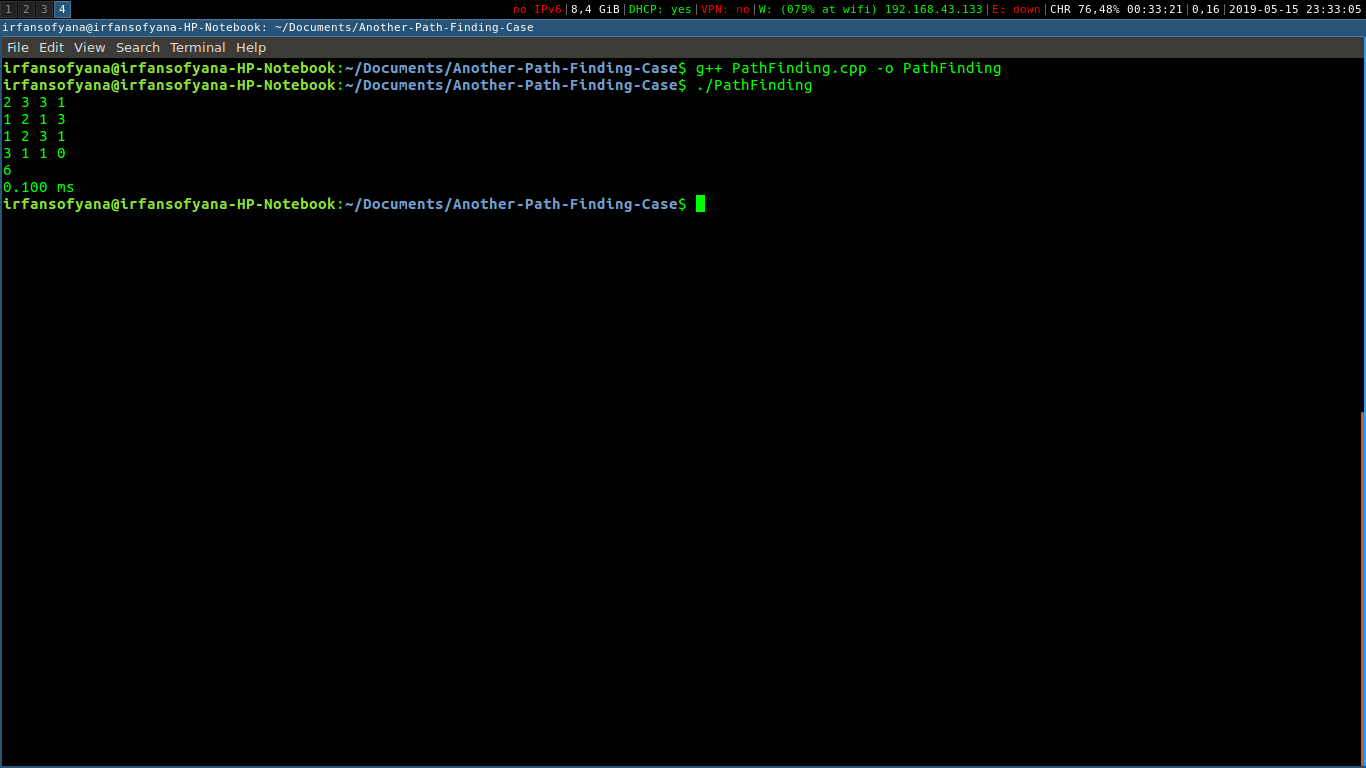 1 2 3 4 no IPv6|8,4 GiB|DHCP: yes|VPN: no|W: (079% at wifi) 192.168.43.133|E: down|CHR 76,48% 00:33:21|0,16|2019-05-15 23:33:05
irfansofyana@irfansofyana-HP-Notebook: ~/Documents/Another-Path-Finding-Case
File Edit View Search Terminal Help
irfansofyana@irfansofyana-HP-Notebook:~/Documents/Another-Path-Finding-Case$ g++ PathFinding.cpp -o PathFinding
irfansofyana@irfansofyana-HP-Notebook:~/Documents/Another-Path-Finding-Case$ ./PathFinding
2 3 3 1
1 2 1 3
1 2 3 1
3 1 1 0
6
0.100 ms
irfansofyana@irfansofyana-HP-Notebook:~/Documents/Another-Path-Finding-Case$